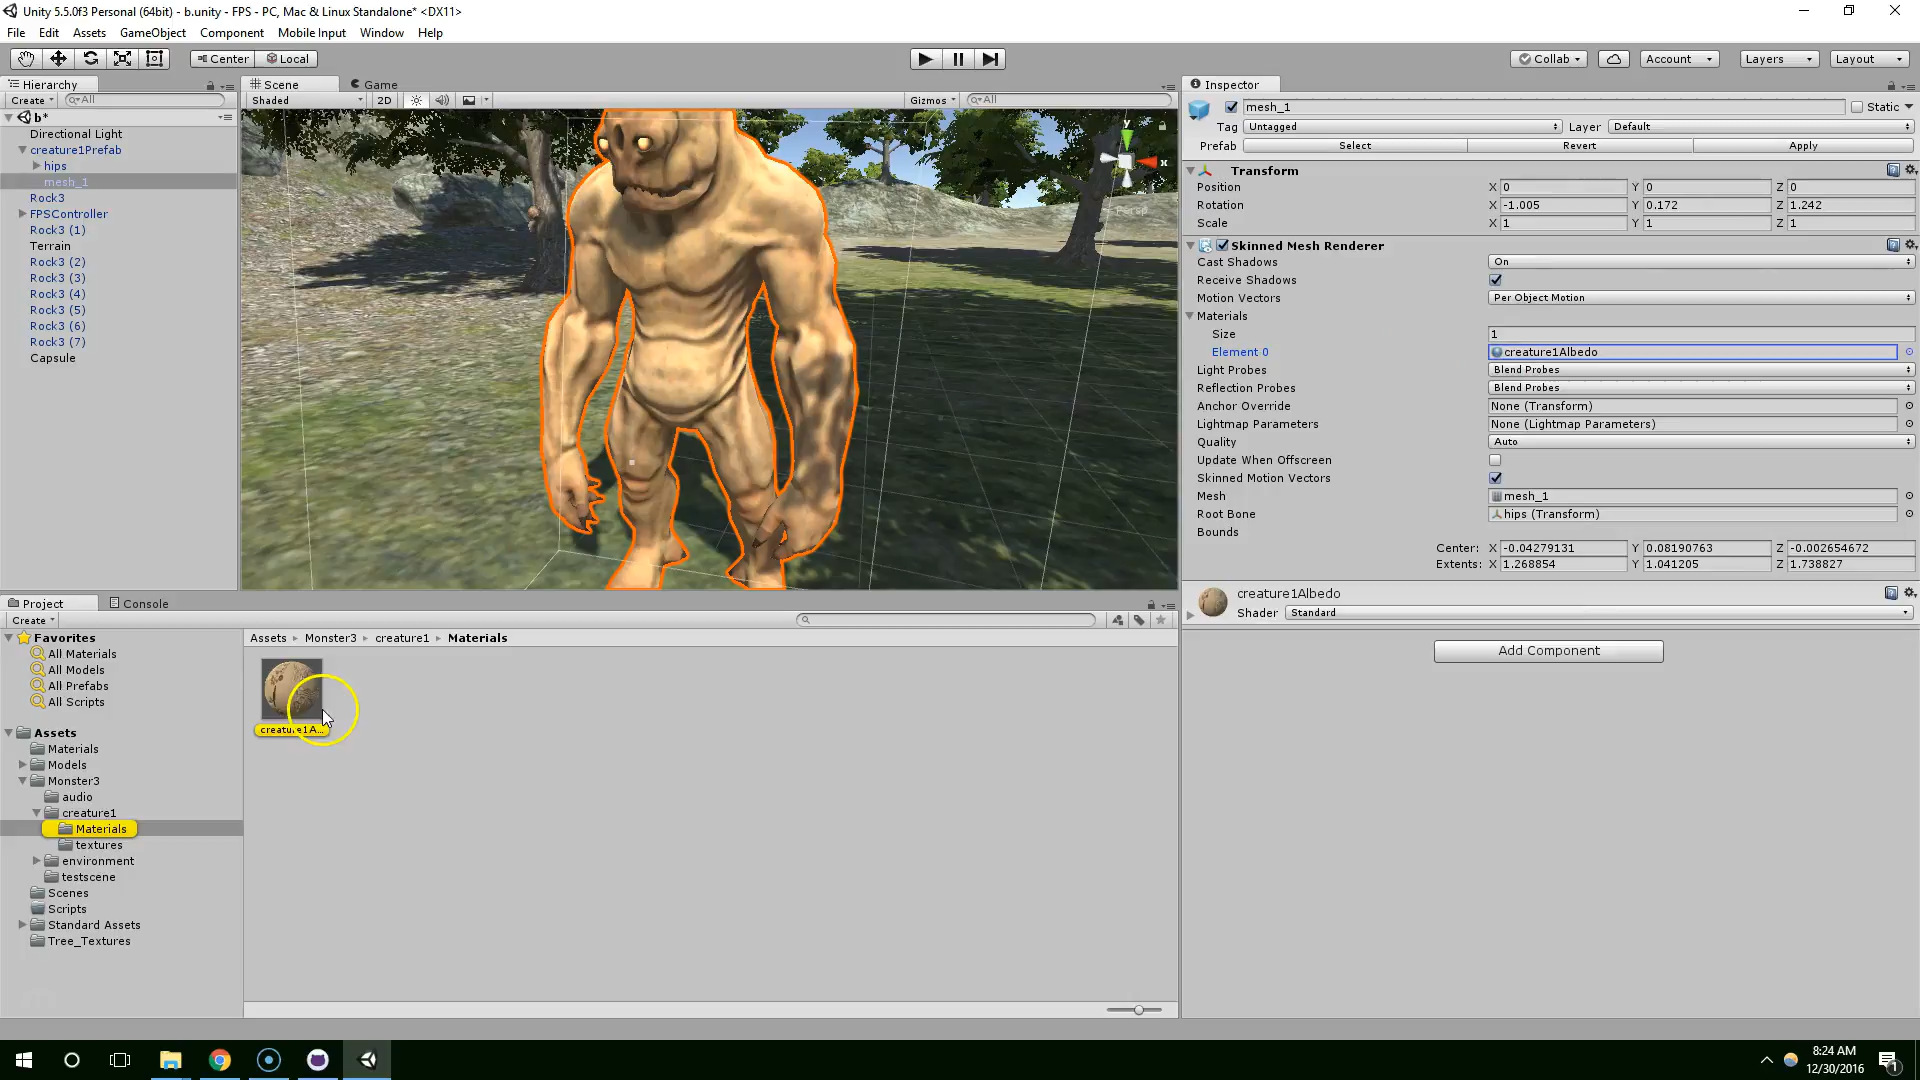 Unity 5.5.0f3 Personal (64bit) - b.unity - FPS - PC, Mac & Linux Standalone* <DX11>
File Edit Assets GameObject Component Mobile Input Window Help
Center Local Collab Account Layers Layout
Hierarchy
Create All
b*
Directional Light
creature1Prefab
hips
mesh_1
Rock3
FPSController
Rock3 (1)
Terrain
Rock3 (2)
Rock3 (3)
Rock3 (4)
Rock3 (5)
Rock3 (6)
Rock3 (7)
Capsule
Scene Game
Shaded 2D Gizmos All
y
x
Persp
Inspector
mesh_1 Static
Tag Untagged Layer Default
Prefab Select Revert Apply
Transform
Position X 0 Y 0 Z 0
Rotation X -1.005 Y 0.172 Z 1.242
Scale X 1 Y 1 Z 1
Skinned Mesh Renderer
Cast Shadows On
Receive Shadows
Motion Vectors Per Object Motion
Materials
Size 1
Element 0 creature1Albedo
Light Probes Blend Probes
Reflection Probes Blend Probes
Anchor Override None (Transform)
Lightmap Parameters None (Lightmap Parameters)
Quality Auto
Update When Offscreen
Skinned Motion Vectors
Mesh mesh_1
Root Bone hips (Transform)
Bounds
Center: X -0.04279131 Y 0.08190763 Z -0.002654672
Extents: X 1.268854 Y 1.041205 Z 1.738827
creature1Albedo
Shader Standard
Add Component
Project Console
Create
Favorites
All Materials
All Models
All Prefabs
All Scripts
Assets
Materials
Models
Monster3
audio
creature1
Materials
textures
environment
testscene
Scenes
Scripts
Standard Assets
Tree_Textures
Assets Monster3 creature1 Materials
creature1A...
8:24 AM
12/30/2016
1